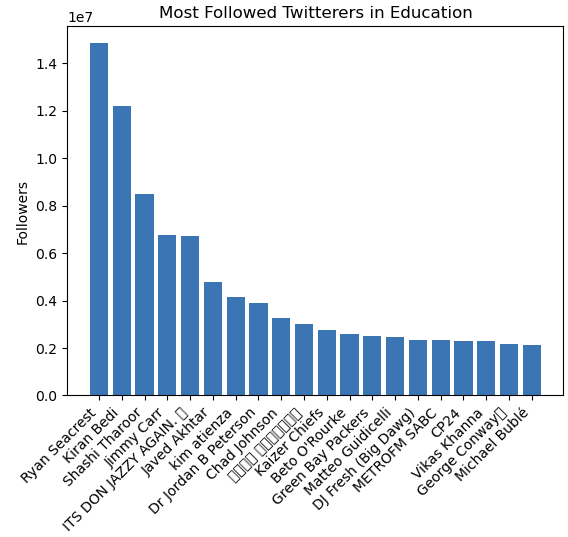 Most Followed Twitterers in Education
1e7
1.4
1.2
1.0
0.8
0.6
0.4
0.2
0.0
Followers
Ryan Seacrest
Kiran Bedi
Shashi Tharoor
Jimmy Carr
ITS DON JAZZY AGAIN.
Javed Akhtar
kim atienza
Dr Jordan B Peterson
Chad Johnson
Kaizer Chiefs
Beto O'Rourke
Green Bay Packers
Matteo Guidicelli
DJ Fresh (Big Dawg)
METROFM SABC
CP24
Vikas Khanna
George Conway
Michael Bublé